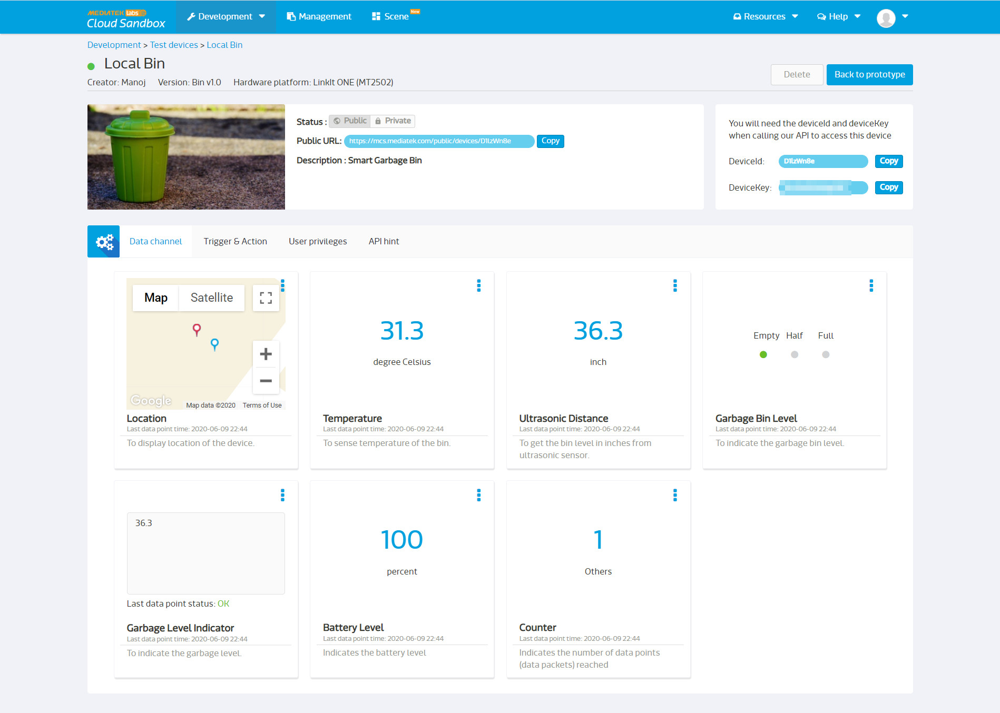 MEDIATEK labs
Cloud Sandbox
Development
Management
Scene New
Resources
Help
Development > Test devices > Local Bin
Local Bin
Creator: Manoj Version: Bin v1.0 Hardware platform: LinkIt ONE (MT2502)
Delete
Back to prototype
Status : Public Private
Public URL: https://mcs.mediatek.com/public/devices/D1lzWn8e Copy
Description : Smart Garbage Bin
You will need the deviceId and deviceKey
when calling our API to access this device
DeviceId: D1lzWn8e Copy
DeviceKey: Copy
Data channel Trigger & Action User privileges API hint
Map Satellite
Google
Map data ©2020 Terms of Use
Location
Last data point time: 2020-06-09 22:44
To display location of the device.
31.3
degree Celsius
Temperature
Last data point time: 2020-06-09 22:44
To sense temperature of the bin.
36.3
inch
Ultrasonic Distance
Last data point time: 2020-06-09 22:44
To get the bin level in inches from
ultrasonic sensor.
Empty Half Full
Garbage Bin Level
Last data point time: 2020-06-09 22:44
To indicate the garbage bin level.
36.3
Last data point status: OK
Garbage Level Indicator
Last data point time: 2020-06-09 22:44
To indicate the garbage level.
100
percent
Battery Level
Last data point time: 2020-06-09 22:44
Indicates the battery level
1
Others
Counter
Last data point time: 2020-06-09 22:44
Indicates the number of data points
(data packets) reached